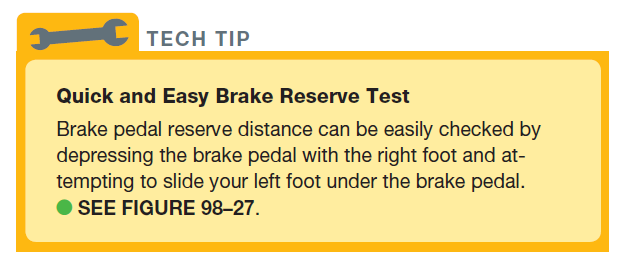 TECH TIP
Quick and Easy Brake Reserve Test
Brake pedal reserve distance can be easily checked by
depressing the brake pedal with the right foot and at-
tempting to slide your left foot under the brake pedal.
SEE FIGURE 98–27.